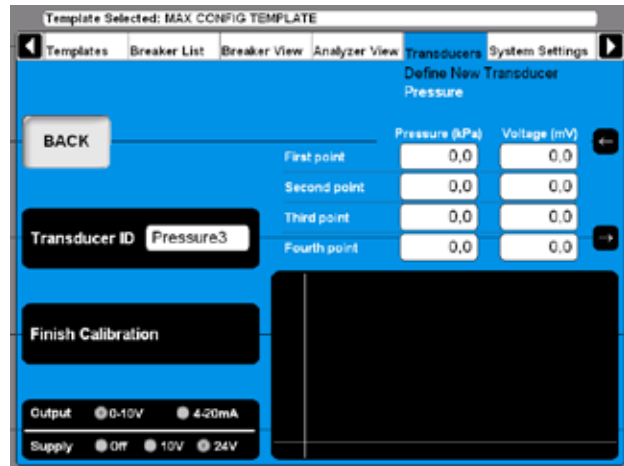 Template Selected: MAX CONFIG TEMPLATE
Templates Breaker List Breaker View Analyzer View Transducers System Settings
Define New Transducer
Pressure
BACK
Pressure (kPa) Voltage (mV)
First point 0,0 0,0
Second point 0,0 0,0
Third point 0,0 0,0
Fourth point 0,0 0,0
Transducer ID Pressure3
Finish Calibration
Output 0-10V 4-20mA
Supply Off 10V 24V